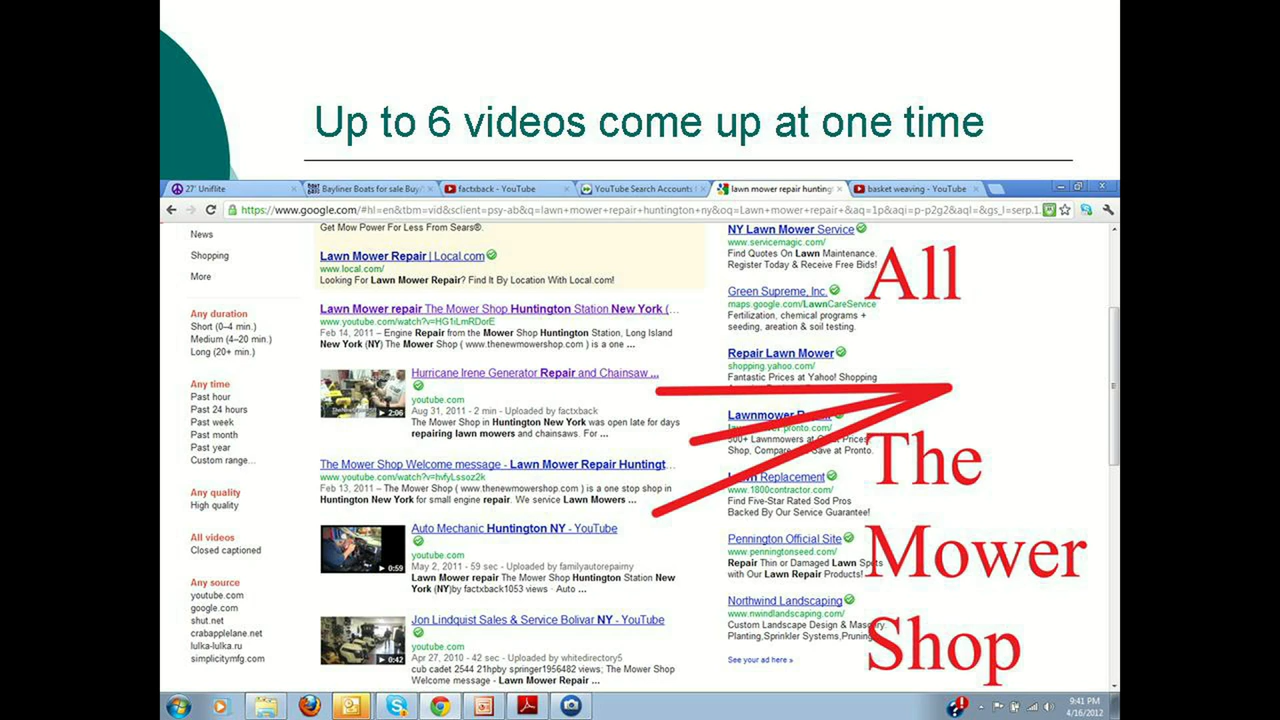 Up to 6 videos come up at one time
27' Uniflite
Bayliner Boats for sale Buy/
factxback - YouTube
YouTube Search Accounts
lawn mower repair hunting
basket weaving - YouTube
https://www.google.com/#hl=en&tbm=vid&sclient=psy-ab&q=lawn+mower+repair+huntington+ny&oq=Lawn+mower+repair+&aq=1p&aqi=p-p2g2&aql=&gs_l=serp.1.
News
Shopping
More
Any duration
Short (0–4 min.)
Medium (4–20 min.)
Long (20+ min.)
Any time
Past hour
Past 24 hours
Past week
Past month
Past year
Custom range...
Any quality
High quality
All videos
Closed captioned
Any source
youtube.com
google.com
shut.net
crabapplelane.net
lulka-lulka.ru
simplicitymfg.com
Get Mow Power For Less From Sears®.
Lawn Mower Repair | Local.com
www.local.com/
Looking For Lawn Mower Repair? Find It By Location With Local.com!
Lawn Mower repair The Mower Shop Huntington Station New York (...
www.youtube.com/watch?v=HG1iLmRDorE
Feb 14, 2011 – Engine Repair from the Mower Shop Huntington Station, Long Island
New York (NY) The Mower Shop ( www.thenewmowershop.com ) is a one ...
Hurricane Irene Generator Repair and Chainsaw ...
youtube.com
Aug 31, 2011 - 2 min - Uploaded by factxback
The Mower Shop in Huntington New York was open late for days
repairing lawn mowers and chainsaws. For ...
2:06
The Mower Shop Welcome message - Lawn Mower Repair Huntingt...
www.youtube.com/watch?v=hvfyLssoz2k
Feb 13, 2011 – The Mower Shop ( www.thenewmowershop.com ) is a one stop shop in
Huntington New York for small engine repair. We service Lawn Mowers ...
Auto Mechanic Huntington NY - YouTube
youtube.com
May 2, 2011 - 59 sec - Uploaded by familyautorepairny
Lawn Mower repair The Mower Shop Huntington Station New York
(NY)by factxback1053 views · Auto ...
0:59
Jon Lindquist Sales & Service Bolivar NY - YouTube
youtube.com
Apr 27, 2010 - 42 sec - Uploaded by whitedirectory5
cub cadet 2544 21hpby springer1956482 views; The Mower Shop
Welcome message - Lawn Mower Repair ...
0:42
NY Lawn Mower Service
www.servicemagic.com/
Find Quotes On Lawn Maintenance.
Register Today & Receive Free Bids!
Green Supreme, Inc.
maps.google.com/LawnCareService
Fertilization, chemical programs +
seeding, areation & soil testing.
Repair Lawn Mower
shopping.yahoo.com/
Fantastic Prices at Yahoo! Shopping
Lawnmower
pronto.com/
500+ Lawnmowers at Prices
Shop, Compare Save at Pronto.
Lawn Replacement
www.1800contractor.com/
Find Five-Star Rated Sod Pros
Backed By Our Service Guarantee!
Pennington Official Site
www.penningtonseed.com/
Repair Thin or Damaged Lawn Spots
with Our Lawn Repair Products!
Northwind Landscaping
www.nwindlandscaping.com/
Custom Landscape Design & Masonry
Planting,Sprinkler Systems,Pruning
See your ad here »
All
The
Mower
Shop
9:41 PM
4/16/2012